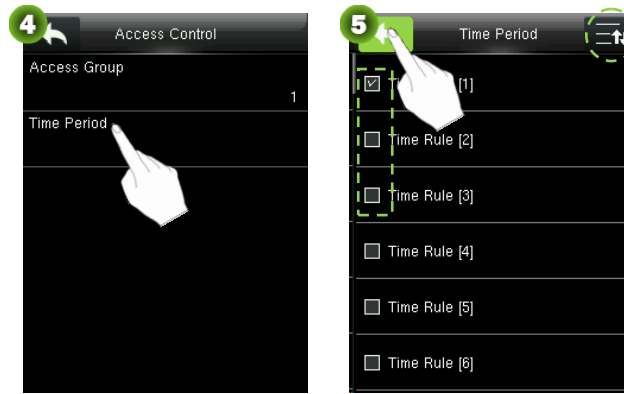 4
Access Control
Access Group
1
Time Period
5
Time Period
[1]
Time Rule [2]
Time Rule [3]
Time Rule [4]
Time Rule [5]
Time Rule [6]